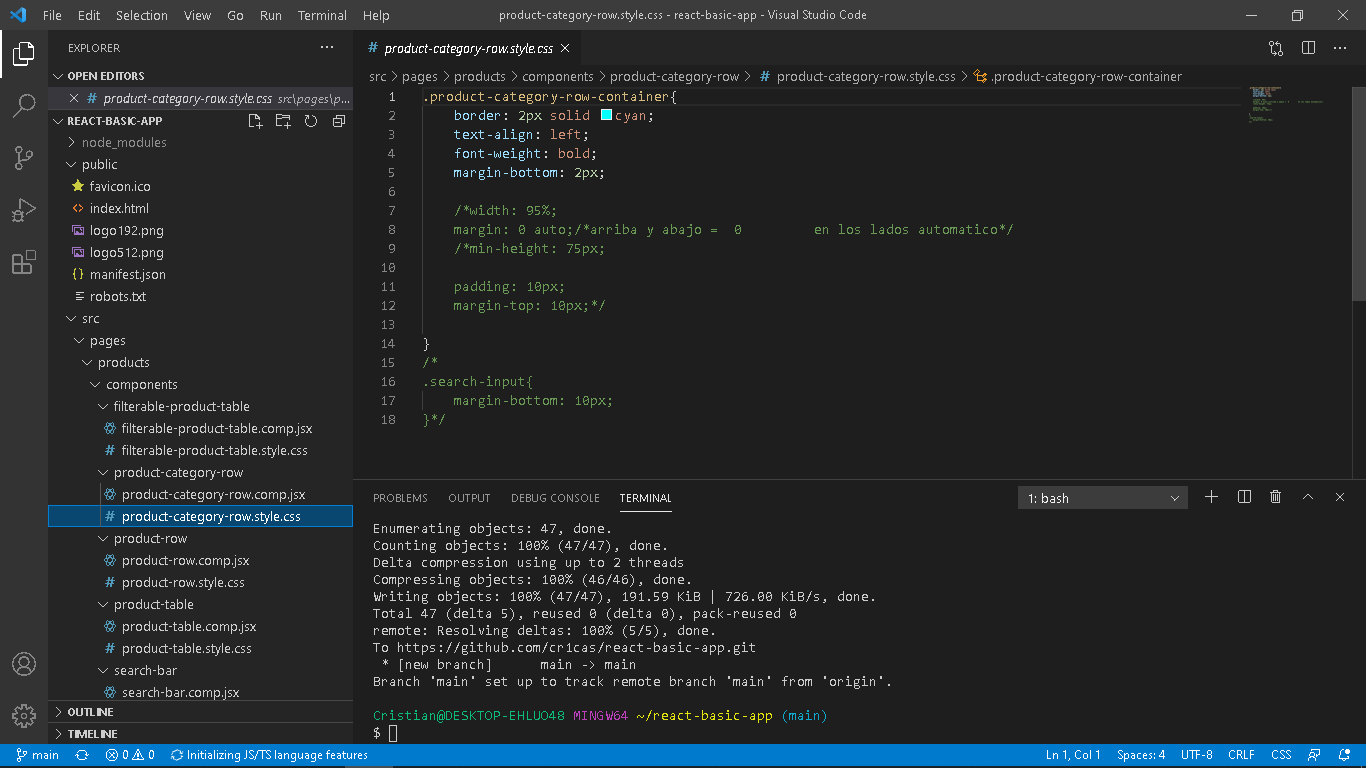 File Edit Selection View Go Run Terminal Help product-category-row.style.css - react-basic-app - Visual Studio Code
EXPLORER
OPEN EDITORS
product-category-row.style.css src\pages\p...
REACT-BASIC-APP
node_modules
public
favicon.ico
index.html
logo192.png
logo512.png
manifest.json
robots.txt
src
pages
products
components
filterable-product-table
filterable-product-table.comp.jsx
filterable-product-table.style.css
product-category-row
product-category-row.comp.jsx
product-category-row.style.css
product-row
product-row.comp.jsx
product-row.style.css
product-table
product-table.comp.jsx
product-table.style.css
search-bar
search-bar.comp.jsx
OUTLINE
TIMELINE
# product-category-row.style.css
src > pages > products > components > product-category-row > # product-category-row.style.css > .product-category-row-container
1 .product-category-row-container{
2 border: 2px solid cyan;
3 text-align: left;
4 font-weight: bold;
5 margin-bottom: 2px;
6
7 /*width: 95%;
8 margin: 0 auto;/*arriba y abajo = 0 en los lados automatico*/
9 /*min-height: 75px;
10
11 padding: 10px;
12 margin-top: 10px;*/
13
14 }
15 /*
16 .search-input{
17 margin-bottom: 10px;
18 }*/
PROBLEMS OUTPUT DEBUG CONSOLE TERMINAL 1: bash
Enumerating objects: 47, done.
Counting objects: 100% (47/47), done.
Delta compression using up to 2 threads
Compressing objects: 100% (46/46), done.
Writing objects: 100% (47/47), 191.59 KiB | 726.00 KiB/s, done.
Total 47 (delta 5), reused 0 (delta 0), pack-reused 0
remote: Resolving deltas: 100% (5/5), done.
To https://github.com/cr1cas/react-basic-app.git
* [new branch] main -> main
Branch 'main' set up to track remote branch 'main' from 'origin'.
Cristian@DESKTOP-EHLUO48 MINGW64 ~/react-basic-app (main)
$
main 0 0 Initializing JS/TS language features Ln 1, Col 1 Spaces: 4 UTF-8 CRLF CSS